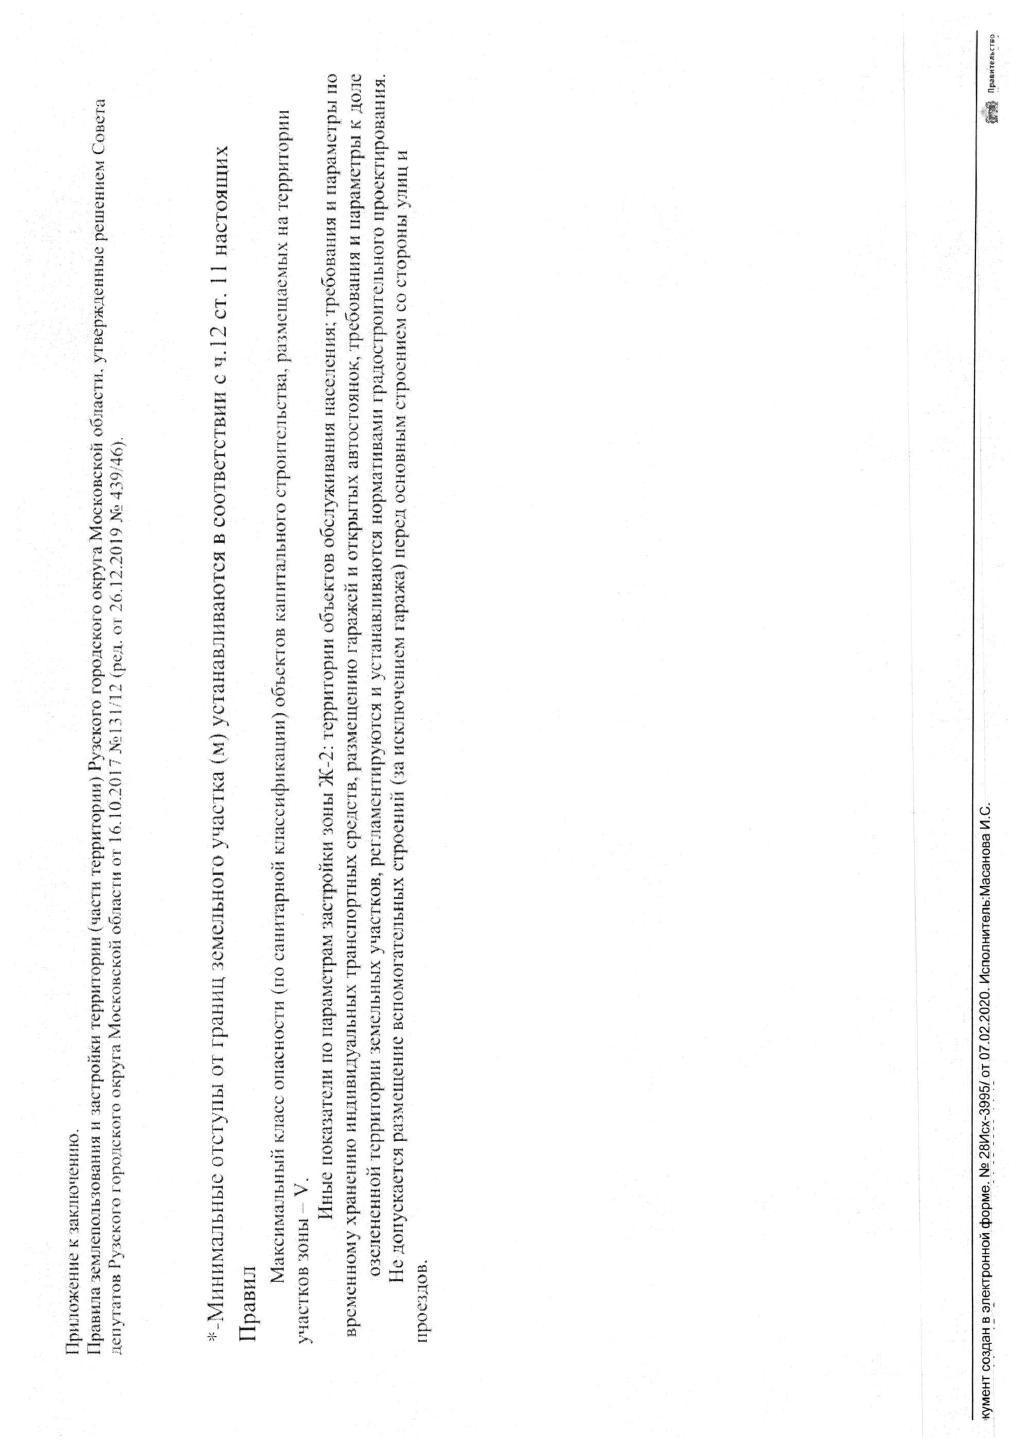 Приложение к заключению.
Правила землепользования и застройки территории (части территории) Рузского городского округа Московской области, утвержденные решением Совета
депутатов Рузского городского округа Московской области от 16.10.2017 №131/12 (ред. от 26.12.2019 № 439/46).
*-Минимальные отступы от границ земельного участка (м) устанавливаются в соответствии с ч.12 ст. 11 настоящих
Правил
Максимальный класс опасности (по санитарной классификации) объектов капитального строительства, размещаемых на территории
участков зоны – V.
Иные показатели по параметрам застройки зоны Ж-2: территории объектов обслуживания населения; требования и параметры по
временному хранению индивидуальных транспортных средств, размещению гаражей и открытых автостоянок, требования и параметры к доле
озелененной территории земельных участков, регламентируются и устанавливаются нормативами градостроительного проектирования.
Не допускается размещение вспомогательных строений (за исключением гаража) перед основным строением со стороны улиц и
проездов.
кумент создан в электронной форме. № 28Исх-3995/ от 07.02.2020. Исполнитель:Масанова И.С.
Правительство